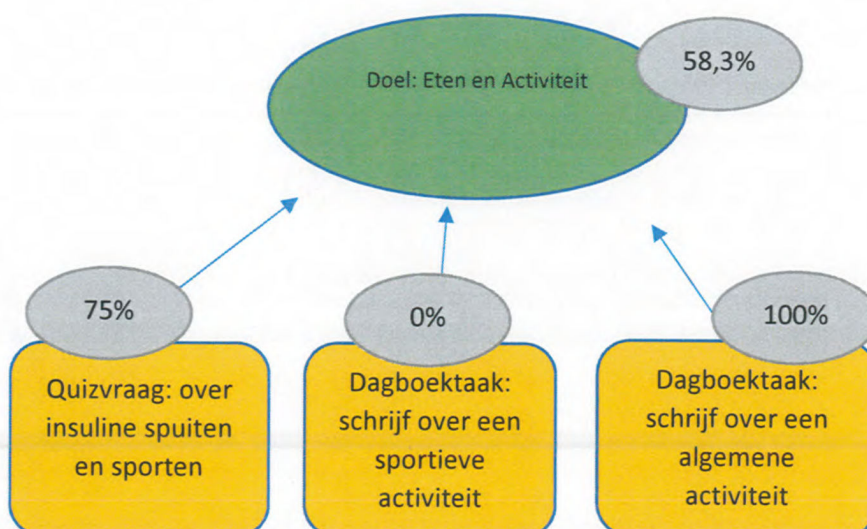 Doel: Eten en Activiteit
58,3%
75%
0%
100%
Quizvraag: over
insuline spuiten
en sporten
Dagboektaak:
schrijf over een
sportieve
activiteit
Dagboektaak:
schrijf over een
algemene
activiteit